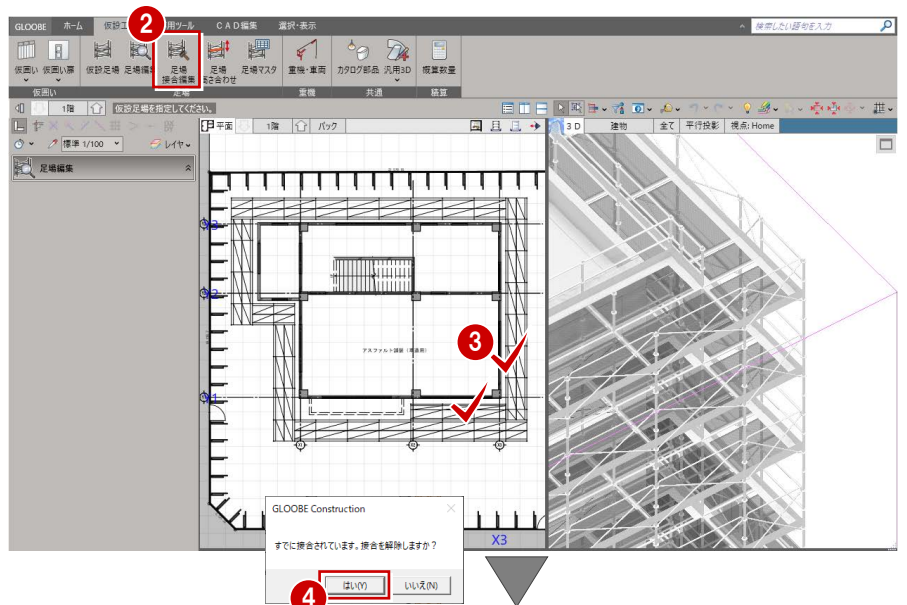 GLOOBE ホーム 仮設工 2 用ツール CAD編集 選択・表示 検索したい語句を入力
仮囲い 仮囲い扉 仮設足場 足場編集 足場接合編集 足場高さ合わせ 足場マスタ 重機・車両 カタログ部品 汎用3D 概算数量
仮囲い 足場 重機 共通 積算
1階 仮設足場を指定してください。
平面 1階 バック 3D 建物 全て 平行投影 視点: Home
標準 1/100 レイヤ
足場編集
アスファルト舗装
3
X1
X2
X3
GLOOBE Construction
すでに接合されています。接合を解除しますか?
X3
はい(Y) いいえ(N)
4